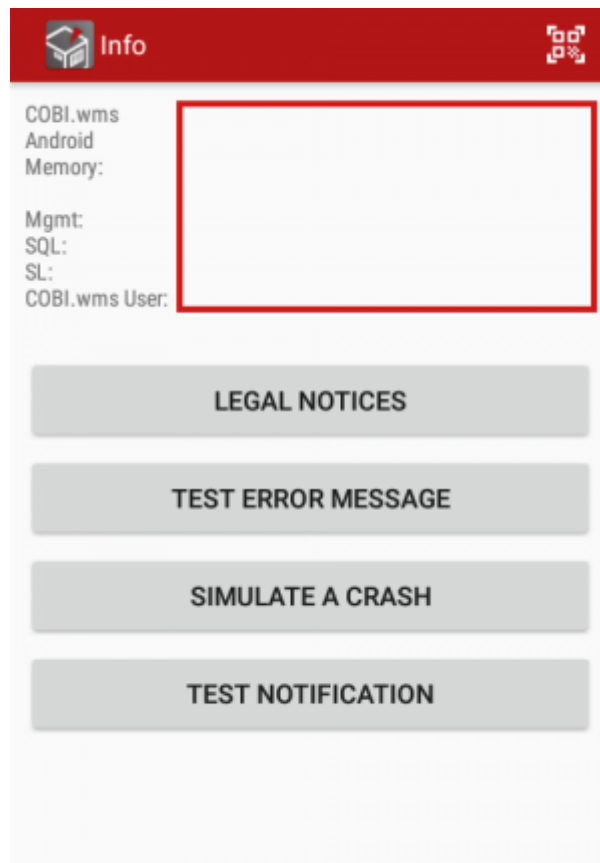 Info
COBI.wms
Android
Memory:
Mgmt:
SQL:
SL:
COBI.wms User:
LEGAL NOTICES
TEST ERROR MESSAGE
SIMULATE A CRASH
TEST NOTIFICATION